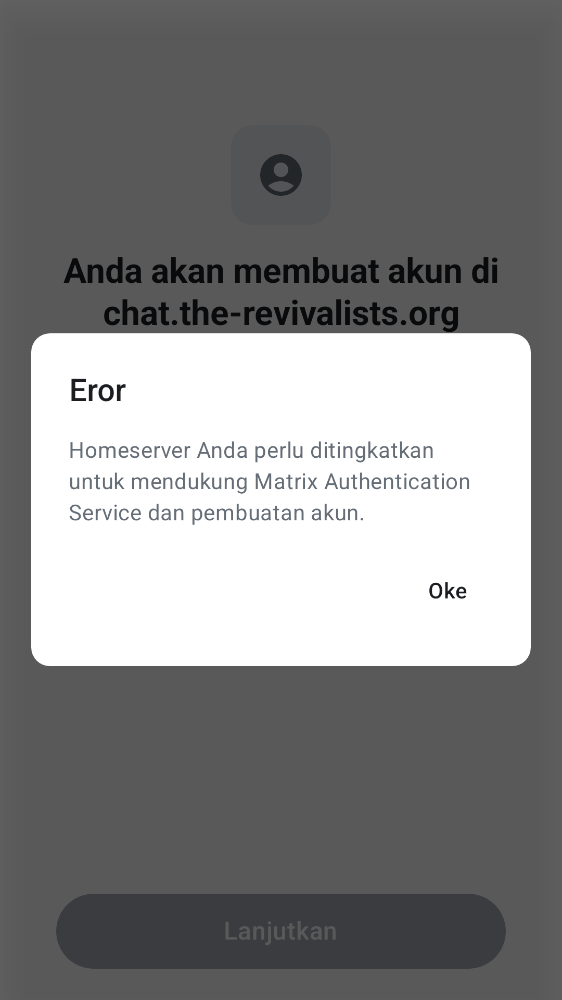 Anda akan membuat akun di
chat.the-revivalists.org
Eror
Homeserver Anda perlu ditingkatkan
untuk mendukung Matrix Authentication
Service dan pembuatan akun.
Oke
Lanjutkan